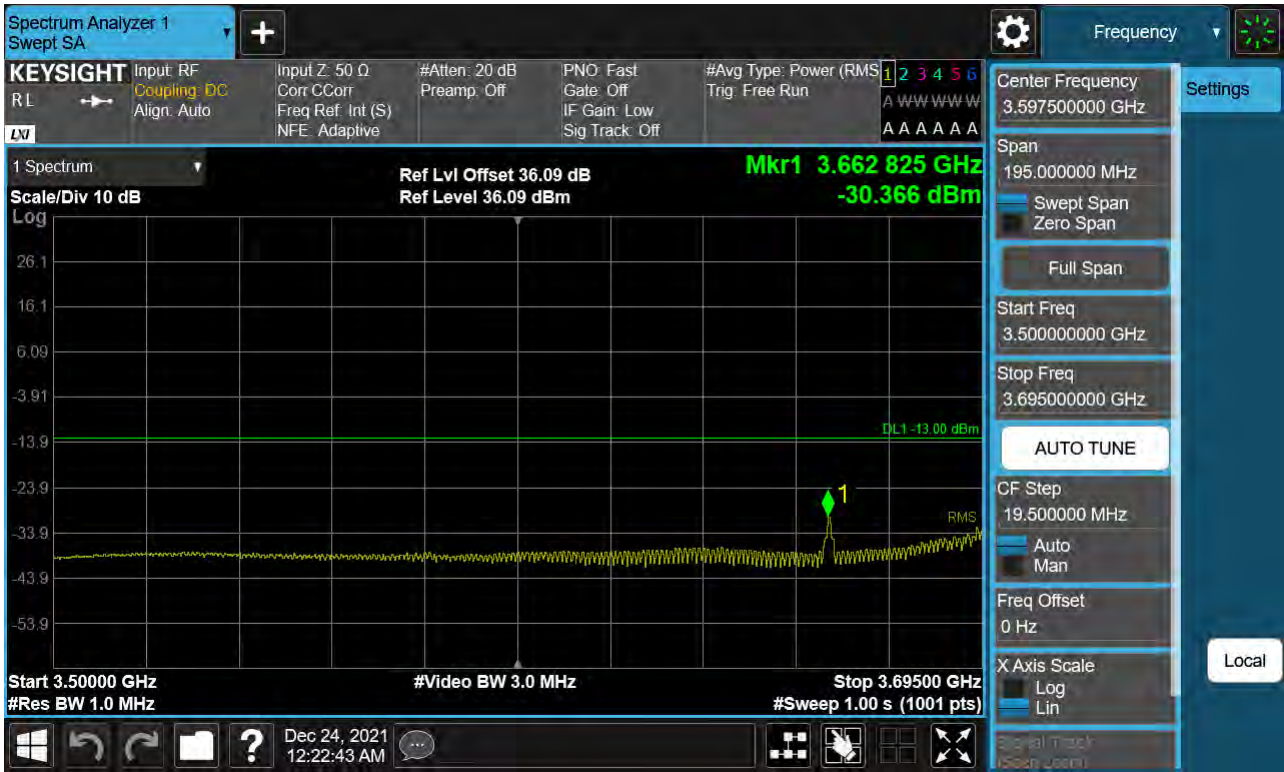 Spectrum Analyzer 1
Swept SA
Frequency
KEYSIGHT
RL
LXI
Input: RF
Coupling: DC
Align: Auto
Input Z: 50 Ω
Corr CCorr
Freq Ref: Int (S)
NFE: Adaptive
#Atten: 20 dB
Preamp: Off
PNO: Fast
Gate: Off
IF Gain: Low
Sig Track: Off
#Avg Type: Power (RMS
Trig: Free Run
1 2 3 4 5 6
A W W W W W
A A A A A A
1 Spectrum
Scale/Div 10 dB
Log
Ref Lvl Offset 36.09 dB
Ref Level 36.09 dBm
Mkr1 3.662 825 GHz
-30.366 dBm
26.1
16.1
6.09
-3.91
-13.9
-23.9
-33.9
-43.9
-53.9
DL1 -13.00 dBm
1
RMS
Start 3.50000 GHz
#Res BW 1.0 MHz
#Video BW 3.0 MHz
Stop 3.69500 GHz
#Sweep 1.00 s (1001 pts)
Center Frequency
3.597500000 GHz
Span
195.000000 MHz
Swept Span
Zero Span
Full Span
Start Freq
3.500000000 GHz
Stop Freq
3.695000000 GHz
AUTO TUNE
CF Step
19.500000 MHz
Auto
Man
Freq Offset
0 Hz
X Axis Scale
Log
Lin
Signal Track
(Span Zoom)
Settings
Local
?
Dec 24, 2021
12:22:43 AM